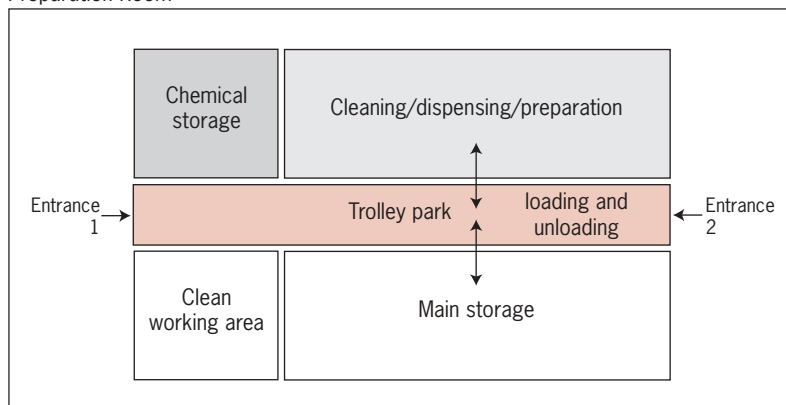 Preparation Room
Chemical
storage
Cleaning/dispensing/preparation
Entrance
1
Trolley park
loading and
unloading
Entrance
2
Clean
working area
Main storage